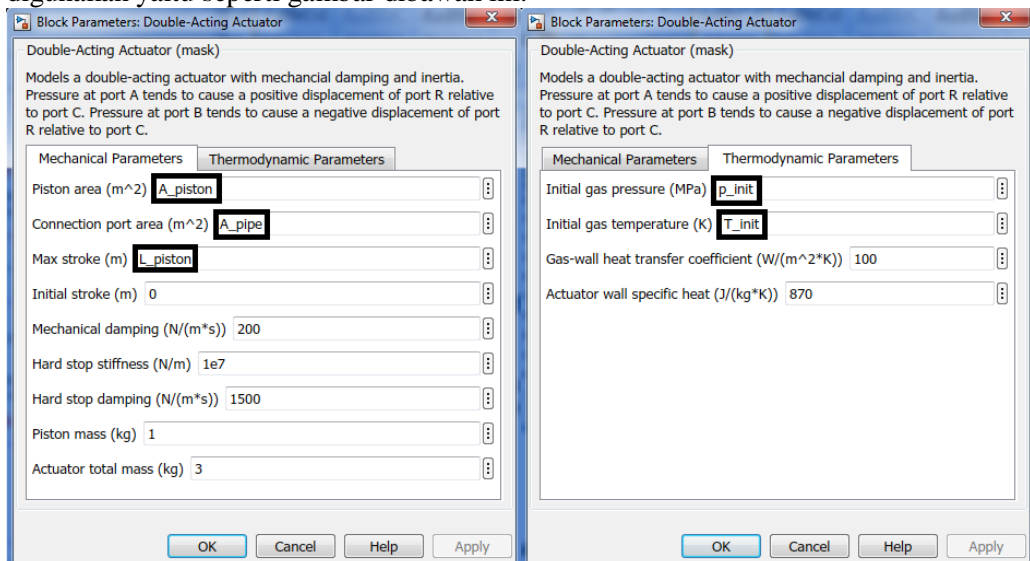 digunakan yaitu seperti gambar dibawah ini.
Block Parameters: Double-Acting Actuator
Double-Acting Actuator (mask)
Models a double-acting actuator with mechancial damping and inertia.
Pressure at port A tends to cause a positive displacement of port R relative
to port C. Pressure at port B tends to cause a negative displacement of port
R relative to port C.
Mechanical Parameters Thermodynamic Parameters
Piston area (m^2) A_piston
Connection port area (m^2) A_pipe
Max stroke (m) L_piston
Initial stroke (m) 0
Mechanical damping (N/(m*s)) 200
Hard stop stiffness (N/m) 1e7
Hard stop damping (N/(m*s)) 1500
Piston mass (kg) 1
Actuator total mass (kg) 3
OK Cancel Help Apply
Block Parameters: Double-Acting Actuator
Double-Acting Actuator (mask)
Models a double-acting actuator with mechancial damping and inertia.
Pressure at port A tends to cause a positive displacement of port R relative
to port C. Pressure at port B tends to cause a negative displacement of port
R relative to port C.
Mechanical Parameters Thermodynamic Parameters
Initial gas pressure (MPa) p_init
Initial gas temperature (K) T_init
Gas-wall heat transfer coefficient (W/(m^2*K)) 100
Actuator wall specific heat (J/(kg*K)) 870
OK Cancel Help Apply